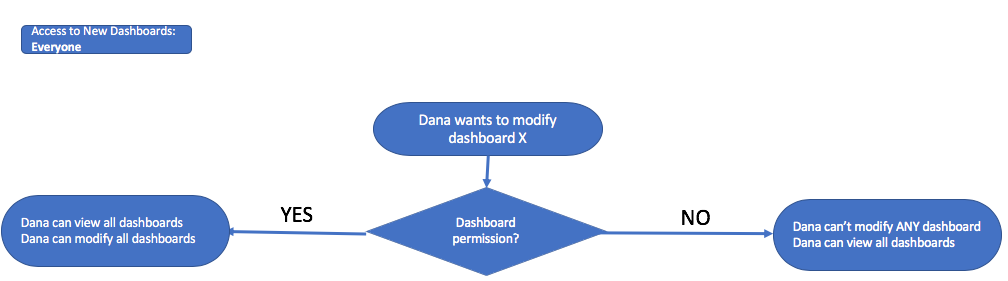 Access to New Dashboards:
Everyone
Dana wants to modify
dashboard X
YES
NO
Dana can view all dashboards
Dana can modify all dashboards
Dashboard
permission?
Dana can't modify ANY dashboard
Dana can view all dashboards